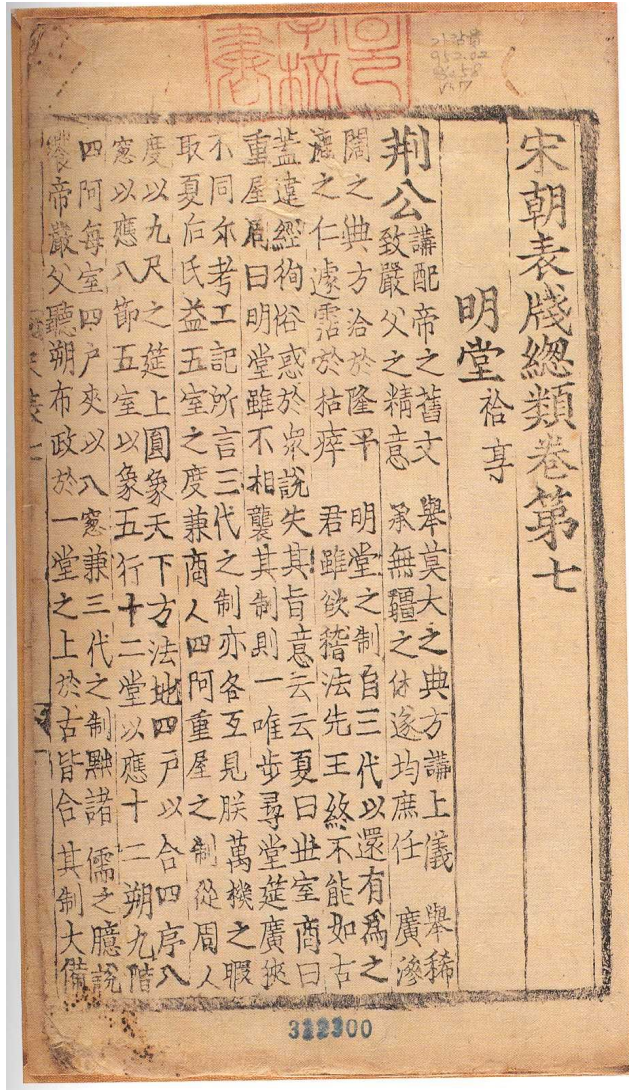 宋朝表牋總類卷第七
明堂 祫享
荆公
講配帝之舊文 舉莫大之典方講上儀 舉稀
致嚴父之精意 承無疆之休遂均庶任 廣滲
闊之典方洽於隆平 明堂之制自三代以還有爲之
漉之仁遽霑於枯瘁 君雖欲稽法先王終不能如古
蓋違經徇俗惑於衆說失其旨意云云夏曰世室商曰
重屋周曰明堂雖不相襲其制則一唯步尋堂筵廣狹
不同尓考工記所言三代之制亦各互見朕萬機之暇
取夏后氏益五室之度兼商人四阿重屋之制從周人
度以九尺之筵上圓象天下方法地四戶以合四序八
窓以應八節五室以象五行十二堂以應十二朔九階
四阿每室四戶夾以八窓兼三代之制黜諸儒之臆說
饗帝嚴父聽朔布政於一堂之上於古皆合 其制大備
322300